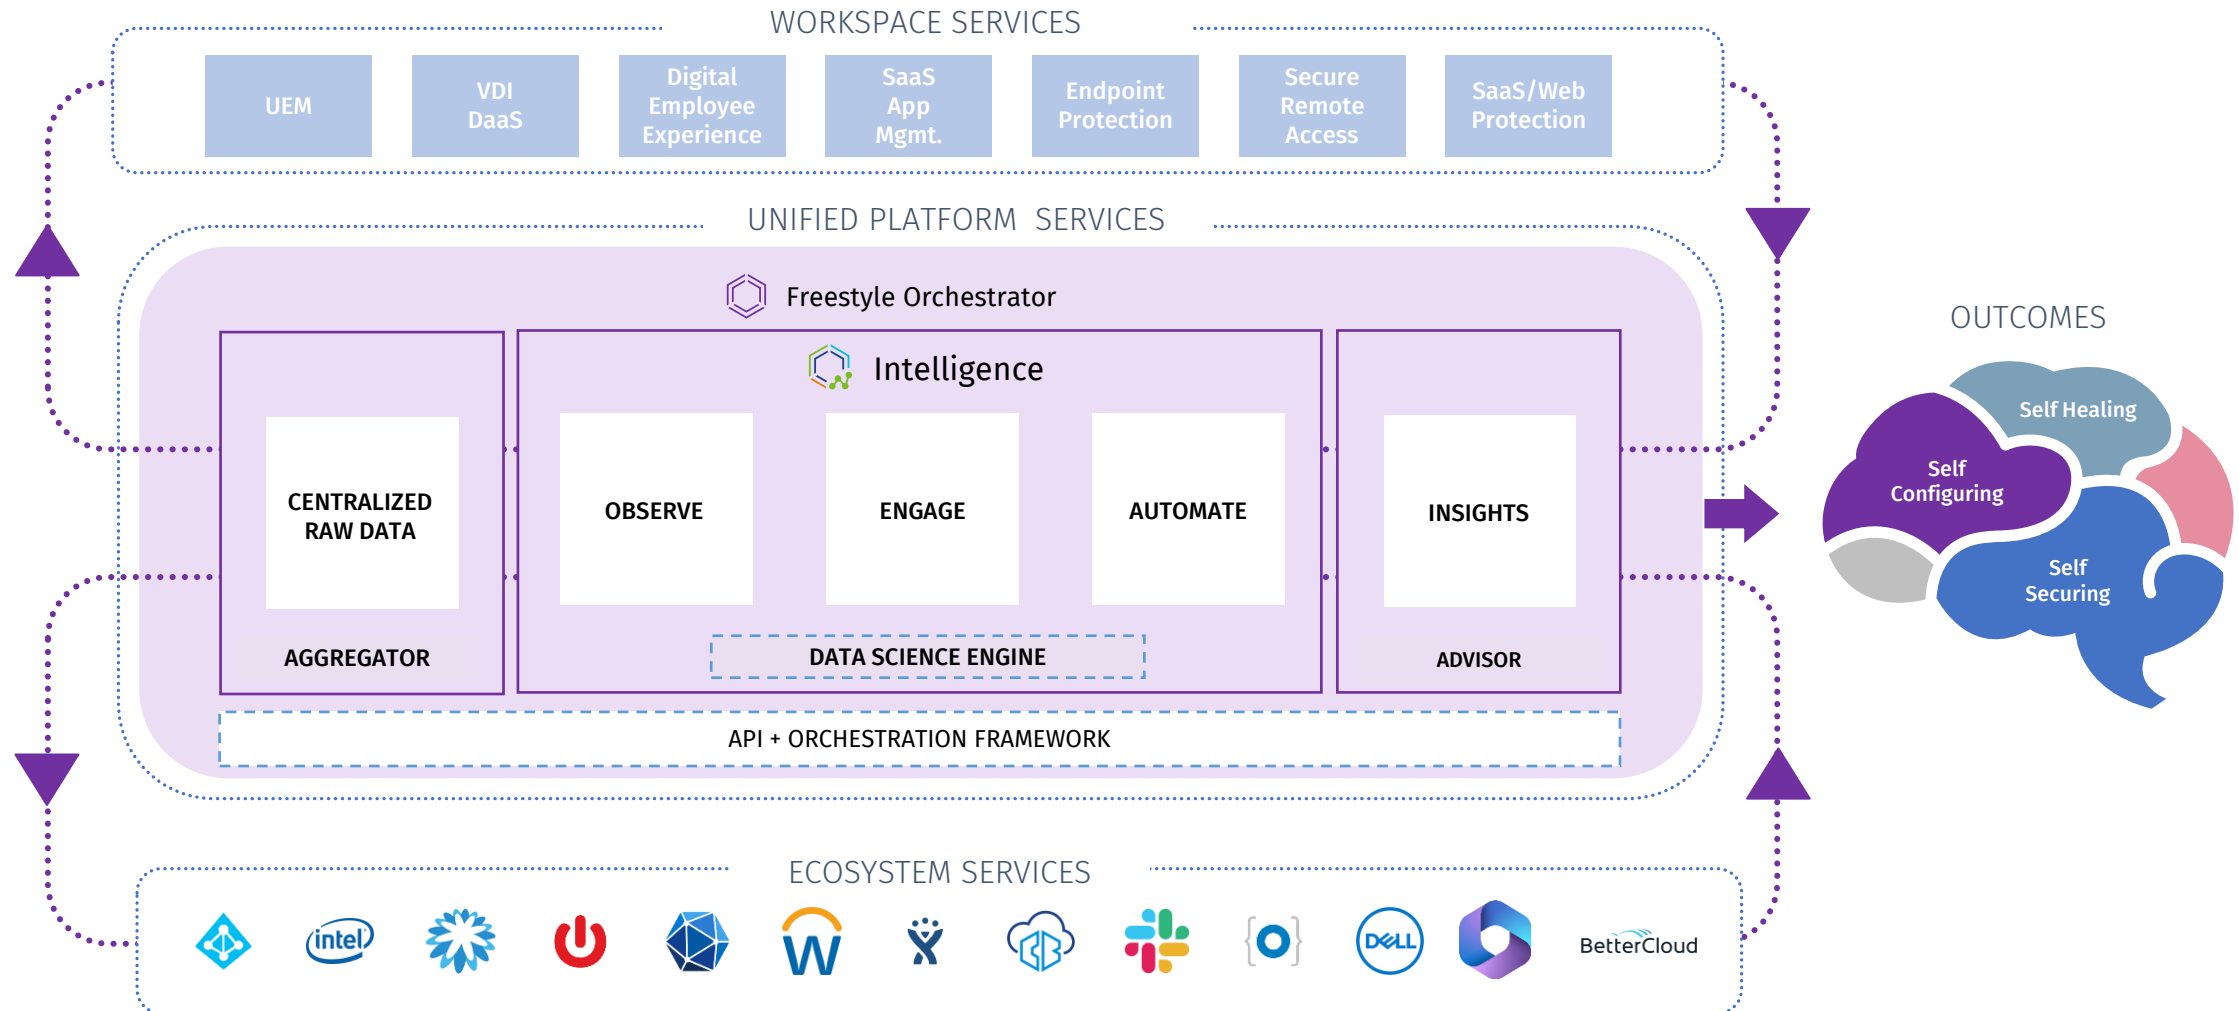 WORKSPACE SERVICES
UEM
VDI
DaaS
Digital
Employee
Experience
SaaS
App
Mgmt.
Endpoint
Protection
Secure
Remote
Access
SaaS/Web
Protection
UNIFIED PLATFORM SERVICES
Freestyle Orchestrator
Intelligence
CENTRALIZED
RAW DATA
AGGREGATOR
OBSERVE
ENGAGE
AUTOMATE
DATA SCIENCE ENGINE
INSIGHTS
ADVISOR
API + ORCHESTRATION FRAMEWORK
OUTCOMES
Self Healing
Self
Configuring
Self
Securing
ECOSYSTEM SERVICES
intel
W
DELL
BetterCloud